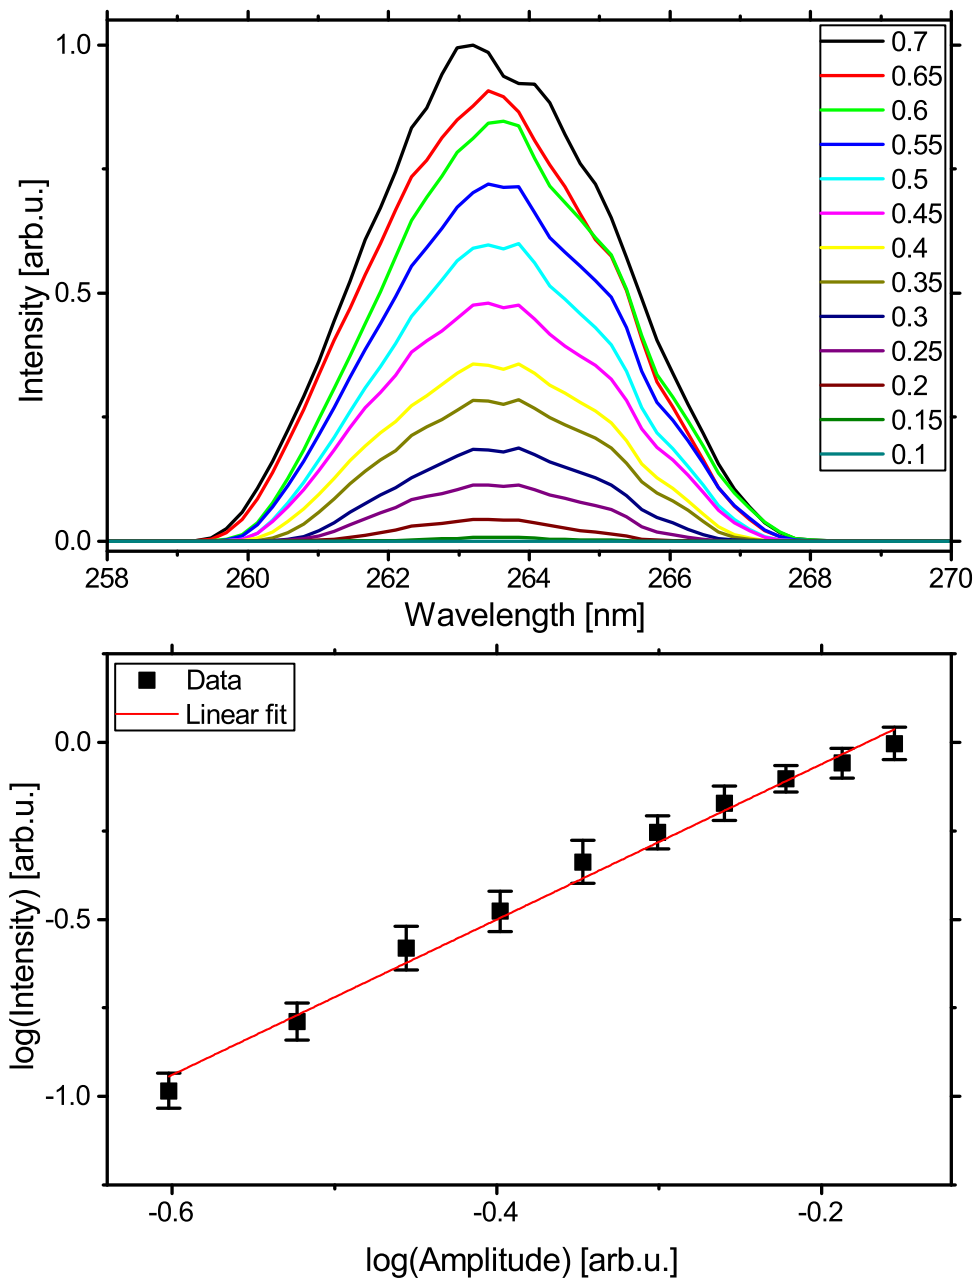 1.0
0.5
0.0
Intensity [arb.u.]
0.7
0.65
0.6
0.55
0.5
0.45
0.4
0.35
0.3
0.25
0.2
0.15
0.1
258 260 262 264 266 268 270
Wavelength [nm]
Data
Linear fit
0.0
-0.5
-1.0
log(Intensity) [arb.u.]
-0.6 -0.4 -0.2
log(Amplitude) [arb.u.]